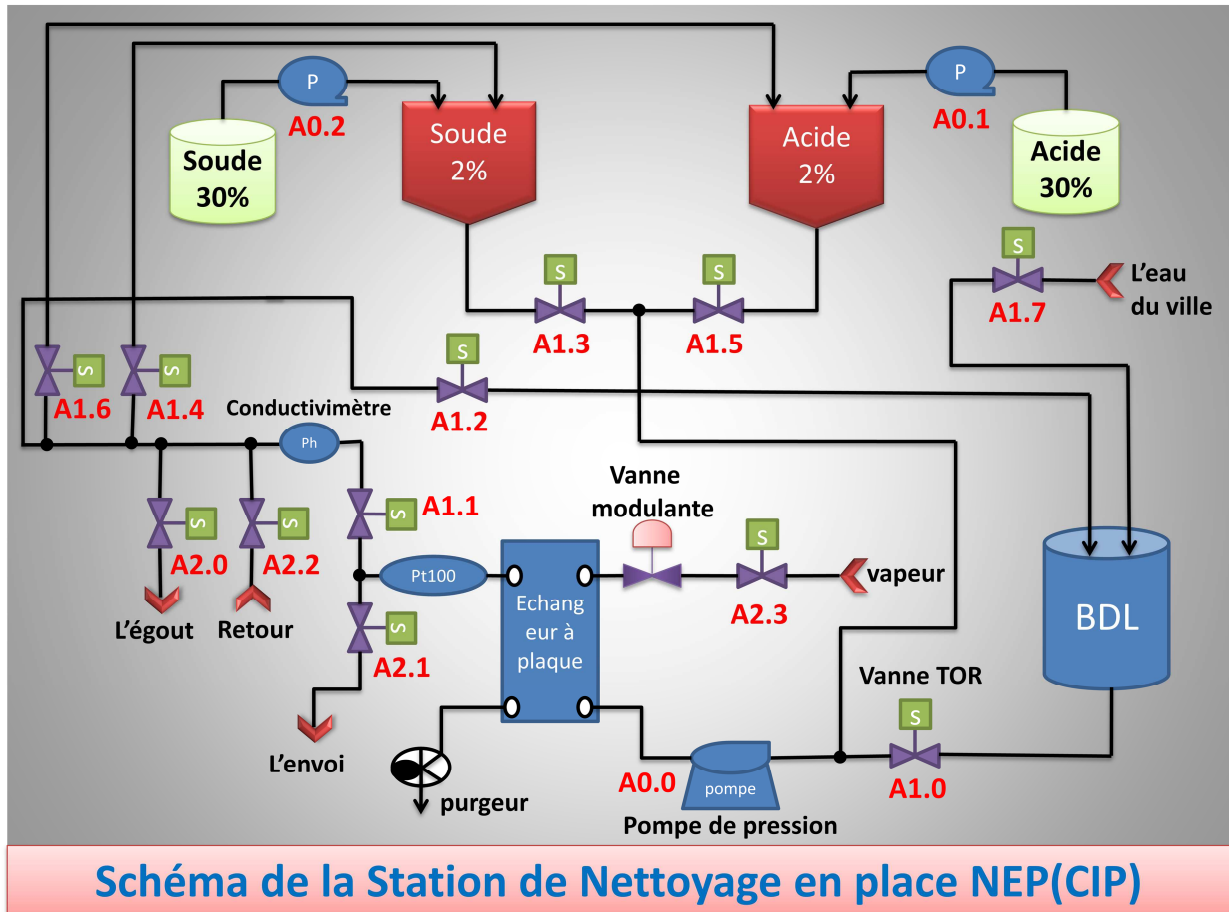 P
A0.2
Soude
30%
Soude
2%
Acide
2%
P
A0.1
Acide
30%
S
A1.3
S
A1.5
S
A1.7
L'eau
du ville
S
A1.6
S
A1.4
S
A1.2
Conductivimètre
Ph
S
A2.0
S
A2.2
S
A1.1
L'égout
Retour
Pt100
S
A2.1
L'envoi
Echang
eur à
plaque
Vanne
modulante
S
A2.3
vapeur
BDL
Vanne TOR
S
A1.0
purgeur
A0.0
pompe
Pompe de pression
Schéma de la Station de Nettoyage en place NEP(CIP)